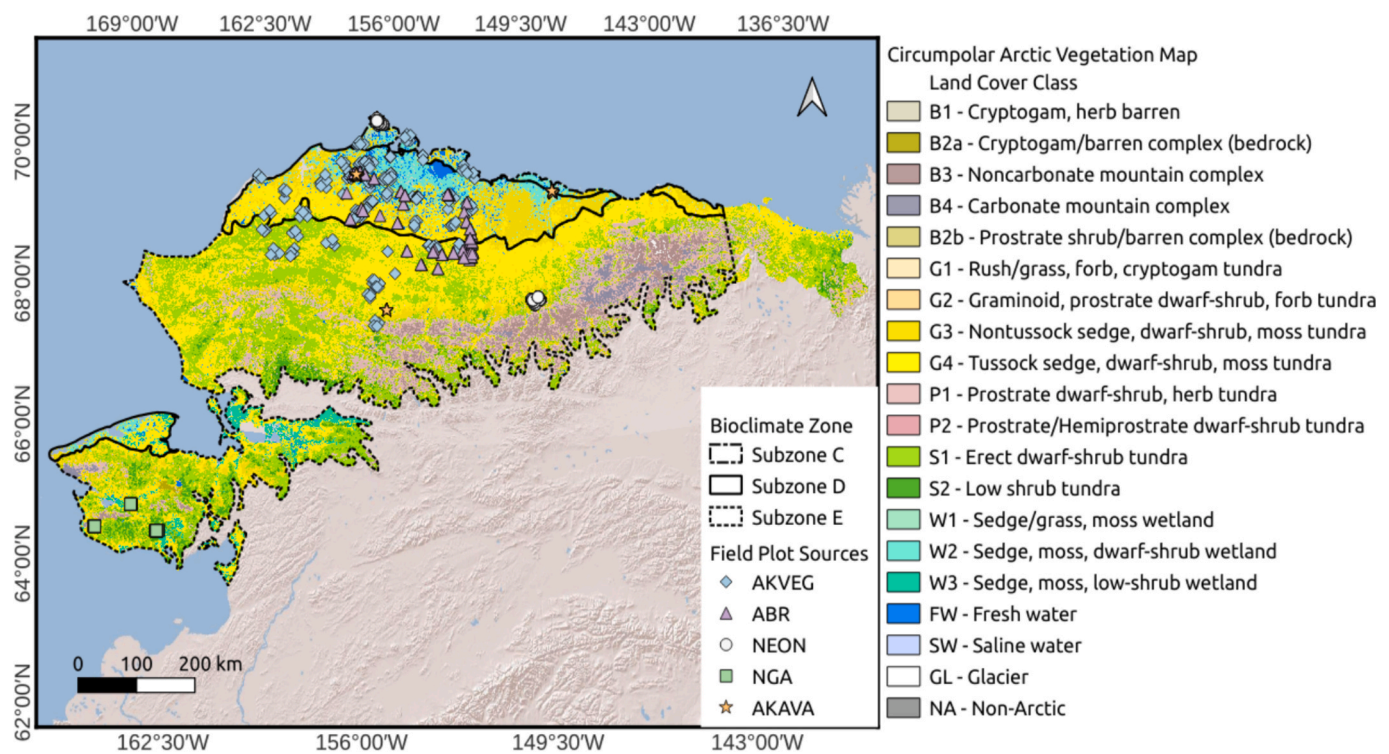 169°00'W 162°30'W 156°00'W 149°30'W 143°00'W 136°30'W
70°00'N
68°00'N
66°00'N
64°00'N
62°00'N
0 100 200 km
Bioclimate Zone
Subzone C
Subzone D
Subzone E
Field Plot Sources
AKVEG
ABR
NEON
NGA
AKAVA
162°30'W 156°00'W 149°30'W 143°00'W
Circumpolar Arctic Vegetation Map
Land Cover Class
B1 - Cryptogam, herb barren
B2a - Cryptogam/barren complex (bedrock)
B3 - Noncarbonate mountain complex
B4 - Carbonate mountain complex
B2b - Prostrate shrub/barren complex (bedrock)
G1 - Rush/grass, forb, cryptogam tundra
G2 - Graminoid, prostrate dwarf-shrub, forb tundra
G3 - Nontussock sedge, dwarf-shrub, moss tundra
G4 - Tussock sedge, dwarf-shrub, moss tundra
P1 - Prostrate dwarf-shrub, herb tundra
P2 - Prostrate/Hemiprostrate dwarf-shrub tundra
S1 - Erect dwarf-shrub tundra
S2 - Low shrub tundra
W1 - Sedge/grass, moss wetland
W2 - Sedge, moss, dwarf-shrub wetland
W3 - Sedge, moss, low-shrub wetland
FW - Fresh water
SW - Saline water
GL - Glacier
NA - Non-Arctic